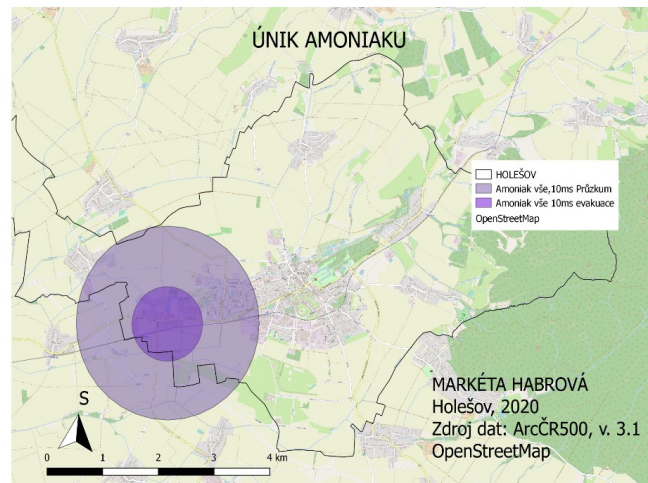 ÚNIK AMONIAKU
HOLEŠOV
Amoniak vše,10ms Průzkum
Amoniak vše 10ms evakuace
OpenStreetMap
MARKÉTA HABROVÁ
Holešov, 2020
Zdroj dat: ArcČR500, v. 3.1
OpenStreetMap
S
0 1 2 3 4 km